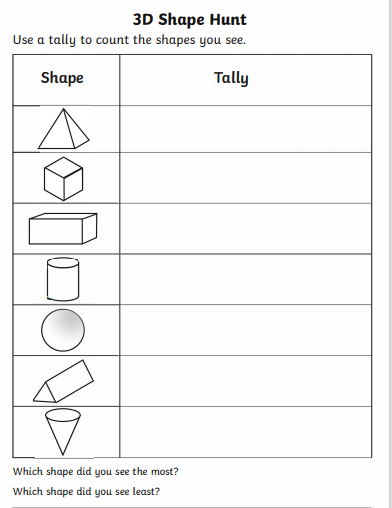 3D Shape Hunt
Use a tally to count the shapes you see.
Shape Tally
Which shape did you see the most?
Which shape did you see least?